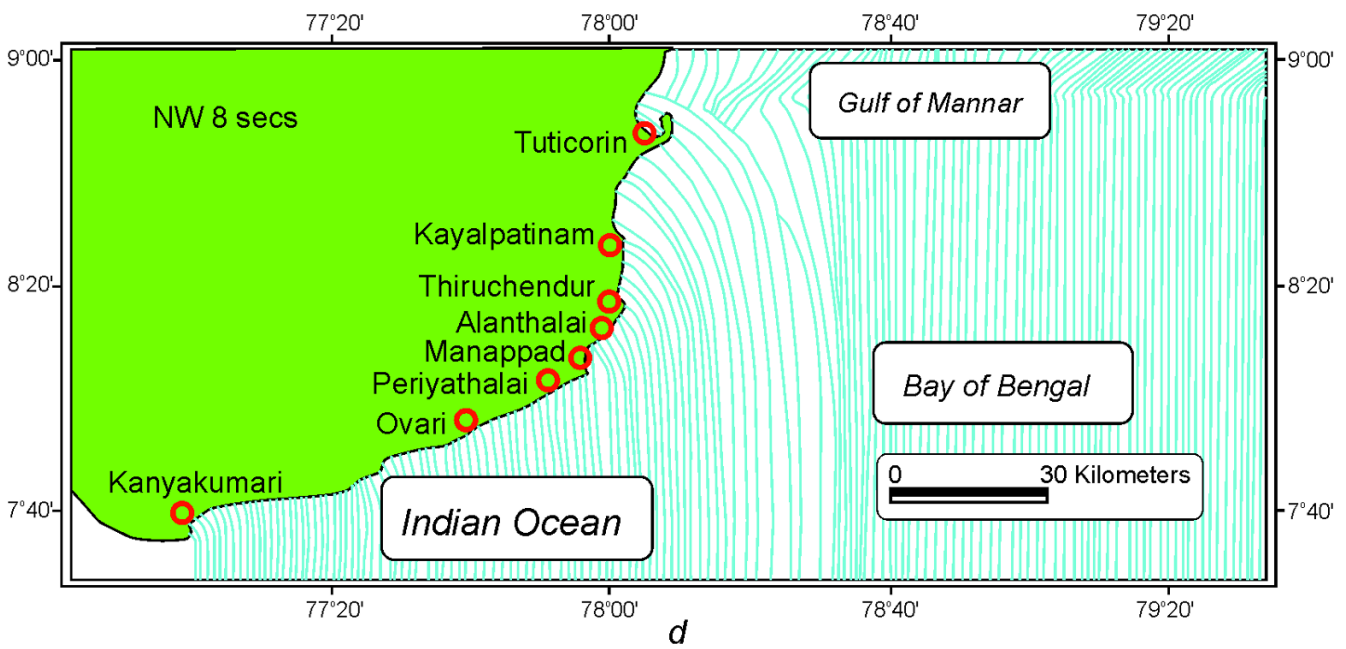 77°20' 78°00' 78°40' 79°20'
9°00' 9°00'
Gulf of Mannar
NW 8 secs
Tuticorin
Kayalpatinam
8°20' Thiruchendur 8°20'
Alanthalai
Manappad
Periyathalai
Bay of Bengal
Ovari
0 30 Kilometers
Kanyakumari
7°40' 7°40'
Indian Ocean
77°20' 78°00' 78°40' 79°20'
d